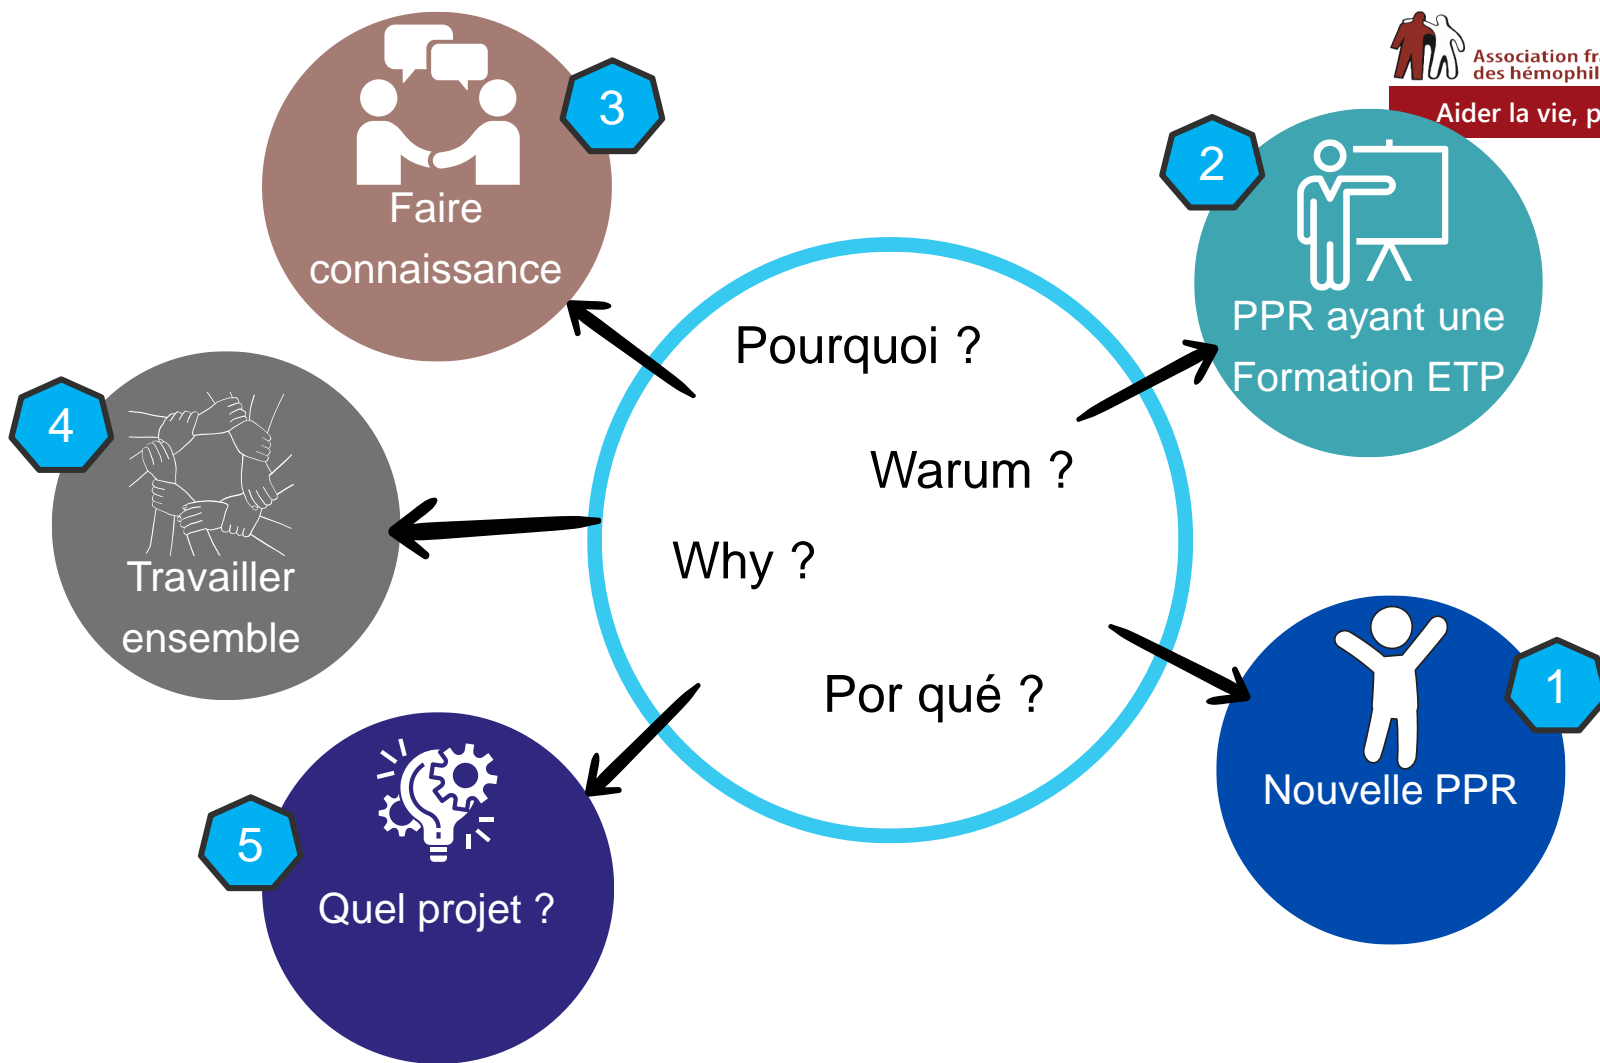 Association fr
des hémophil
Aider la vie, p
3
Faire
connaissance
2
PPR ayant une
Formation ETP
Pourquoi ?
Warum ?
Why ?
Por qué ?
4
Travailler
ensemble
1
Nouvelle PPR
5
Quel projet ?